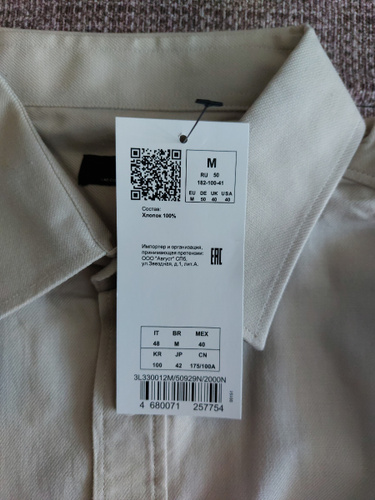 M
RU 50
182-100-41
EU DE UK USA
M 50 40 40
Состав:
Хлопок 100%
Импортер и организация,
принимающая претензии:
ООО "Август" СПб,
ул.Звездная, д.1, лит.А.
EAC
IT BR MEX
48 M 40
KR JP CN
100 42 175/100A
3L330012M/50929N/2000N
4 680071 257754